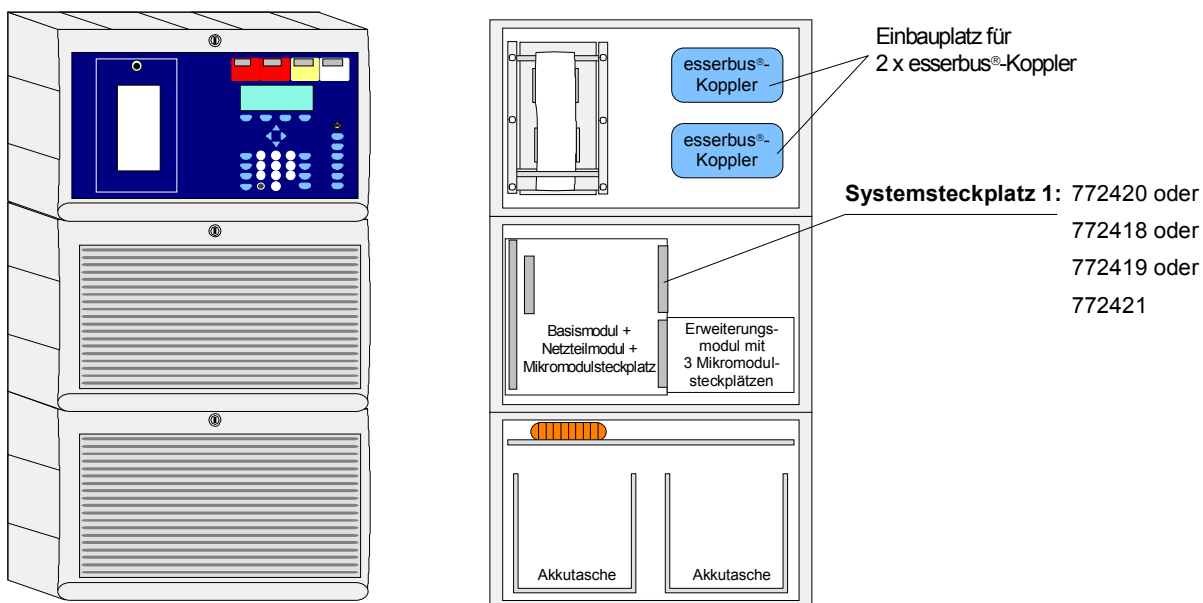 esserbus®-
Koppler
esserbus®-
Koppler
Einbauplatz für
2 x esserbus®-Koppler
Systemsteckplatz 1: 772420 oder
772418 oder
772419 oder
772421
Basismodul +
Netzteilmodul +
Mikromodulsteckplatz
Erweiterungs-
modul mit
3 Mikromodul-
steckplätzen
Akkutasche
Akkutasche